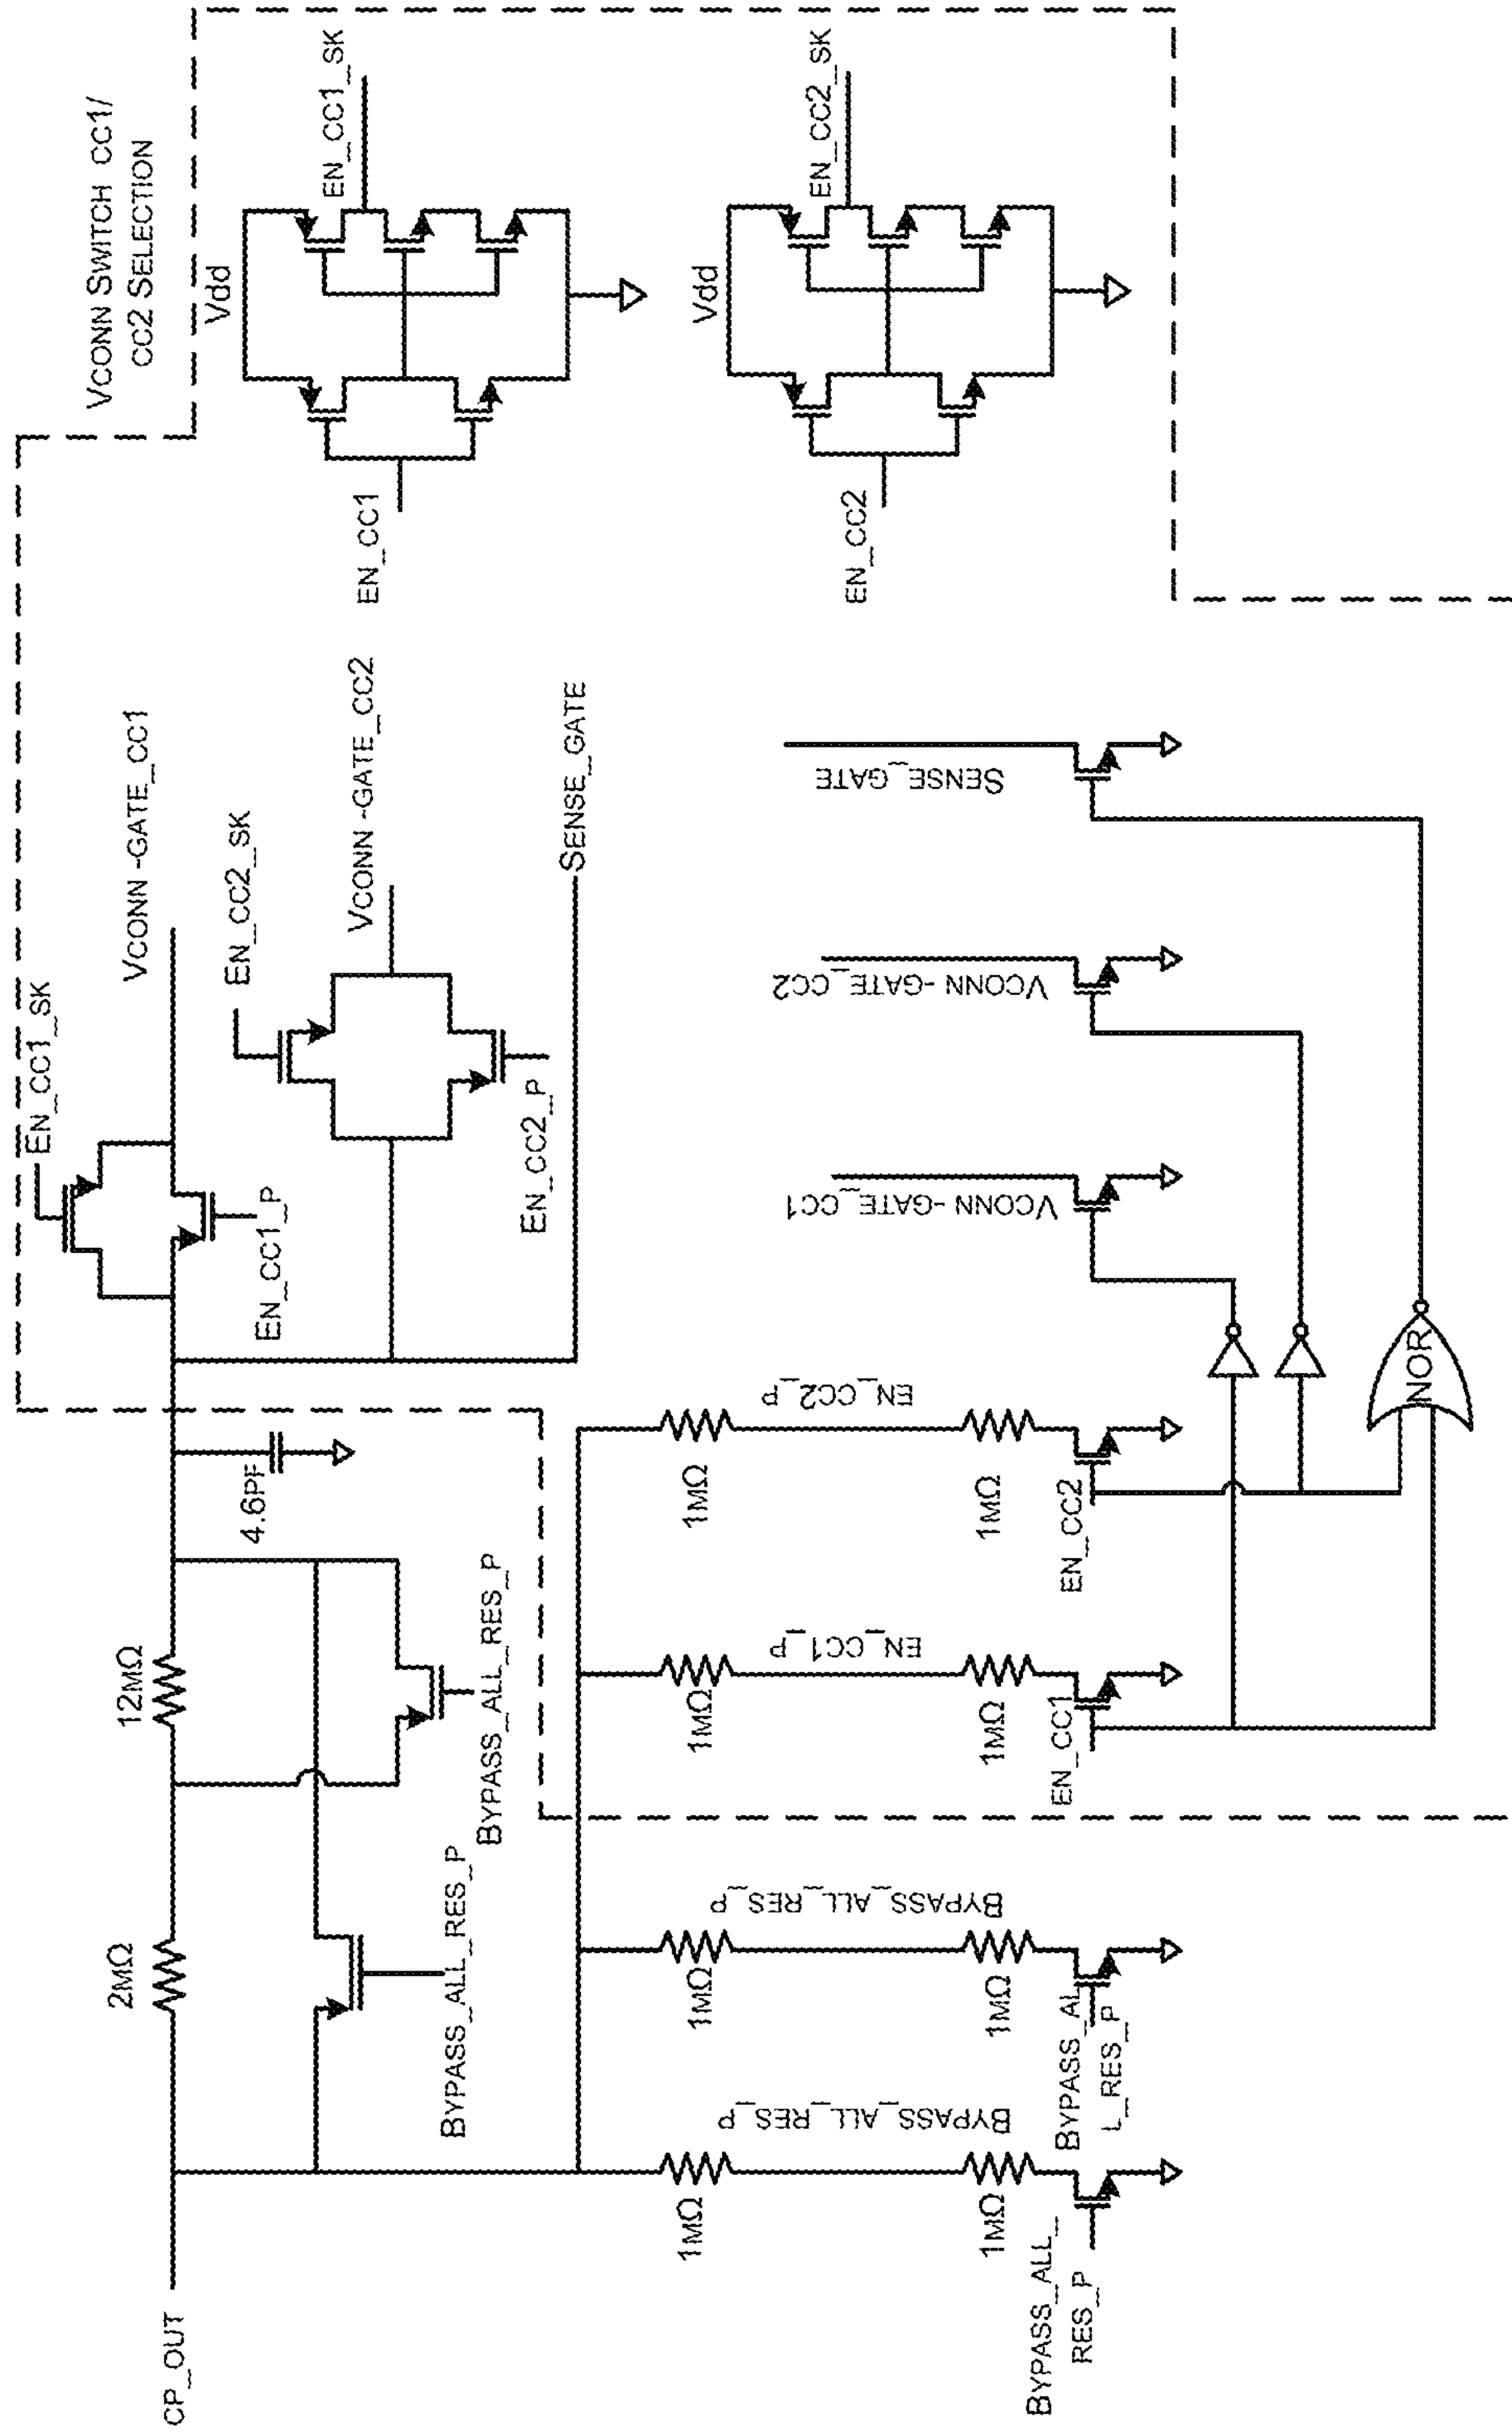 VCONN SWITCH CC1/
CC2 SELECTION
CP_OUT
2MΩ
12MΩ
4.6PF
BYPASS_ALL_RES_P
BYPASS_ALL_RES_P
EN_CC1_SK
EN_CC1_P
VCONN -GATE_CC1
EN_CC2_SK
EN_CC2_P
VCONN -GATE_CC2
SENSE_GATE
Vdd
EN_CC1
EN_CC1_SK
Vdd
EN_CC2
EN_CC2_SK
1MΩ
BYPASS_ALL_RES_P
1MΩ
BYPASS_ALL_
RES_P
1MΩ
BYPASS_ALL_RES_P
1MΩ
BYPASS_AL
L_RES_P
1MΩ
EN_CC1_P
1MΩ
EN_CC1
1MΩ
EN_CC2_P
1MΩ
EN_CC2
VCONN -GATE_CC1
VCONN -GATE_CC2
SENSE_GATE
NOR